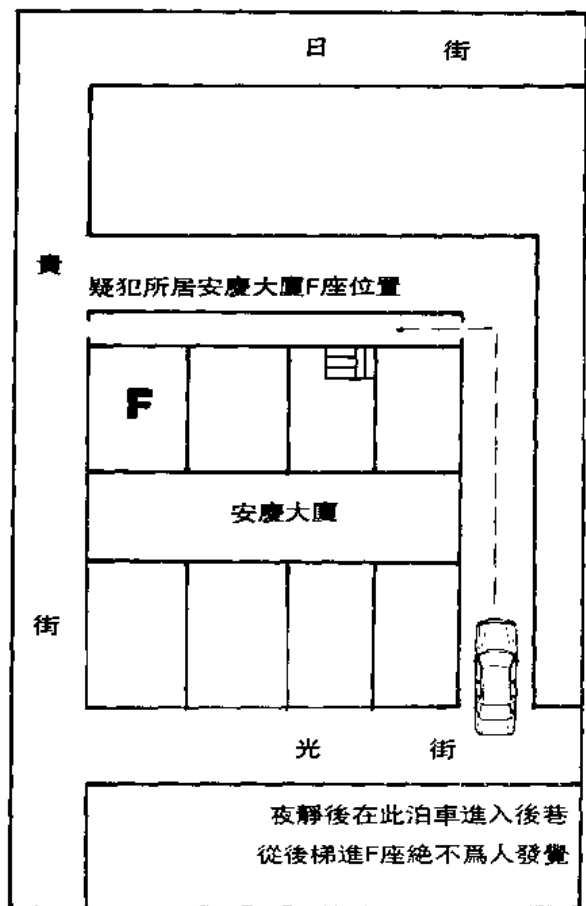 日街
貴街
疑犯所居安慶大廈F座位置
F
安慶大廈
光街
夜靜後在此泊車進入後巷
從後梯進F座絶不爲人發覺